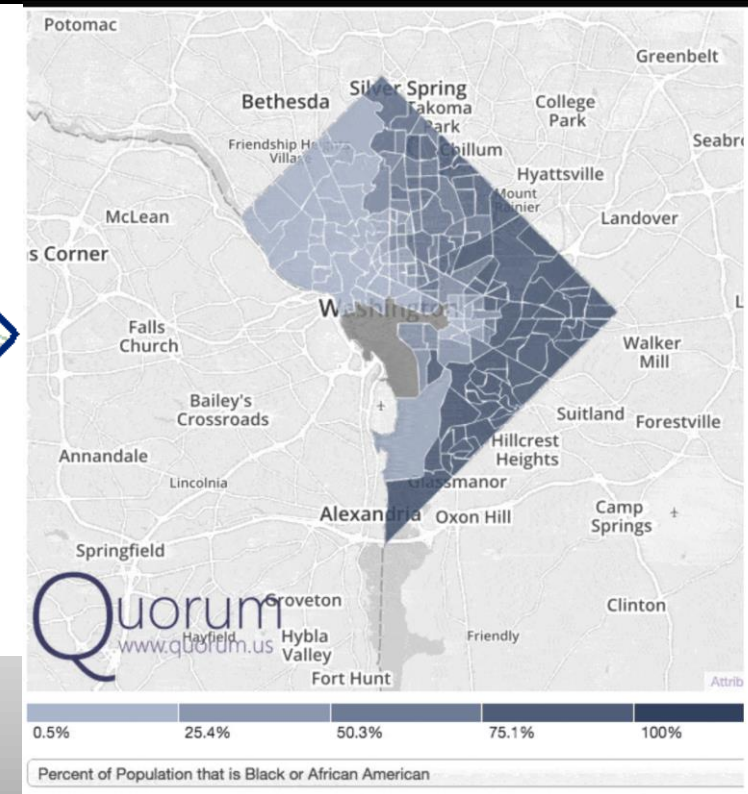 Potomac
Greenbelt
Silver Spring
Bethesda
Takoma
Park
College
Park
Friendship H
Village
Chillum
Seabr
Hyattsville
Mount
Rainier
McLean
Landover
s Corner
Washington
Falls
Church
Walker
Mill
Bailey's
Crossroads
Suitland
Forestville
Hillcrest
Heights
Annandale
Lincolnia
Glassmanor
Alexandria
Oxon Hill
Camp
Springs
Springfield
Quorum
www.quorum.us
Groveton
Hayfield
Hybla
Valley
Friendly
Clinton
Fort Hunt
Attrib
0.5% 25.4% 50.3% 75.1% 100%
Percent of Population that is Black or African American